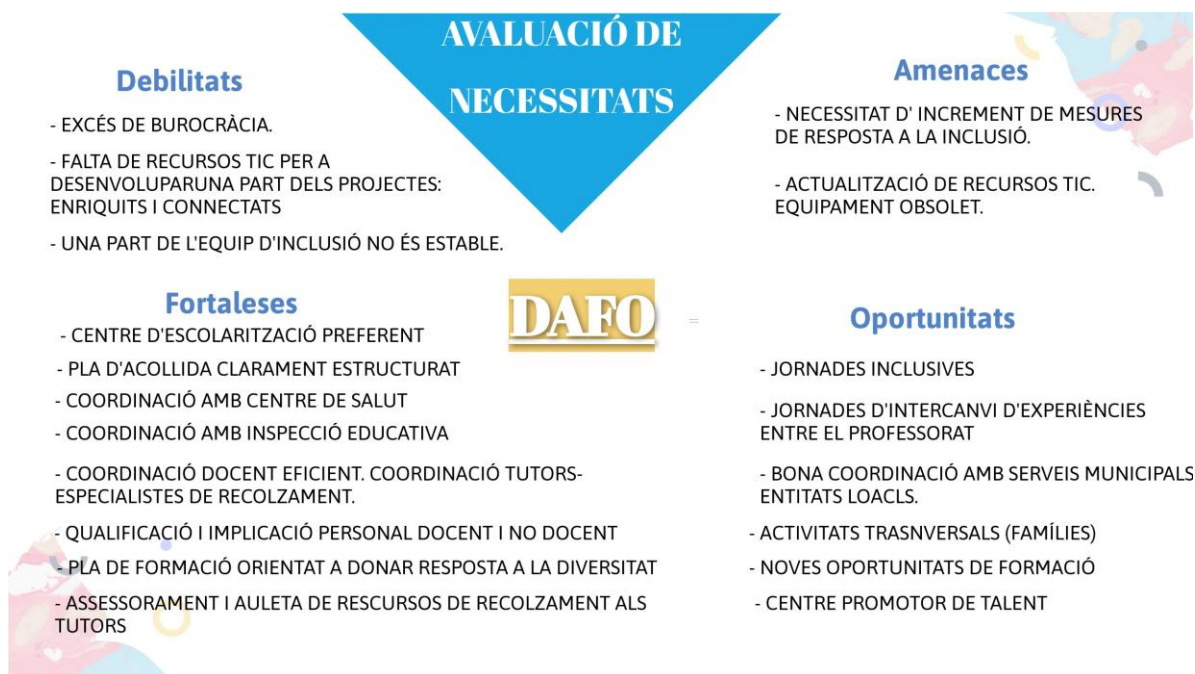 AVALUACIÓ DE
NECESSITATS
Debilitats
- EXCÉS DE BUROCRÀCIA.
- FALTA DE RECURSOS TIC PER A
DESENVOLUPARUNA PART DELS PROJECTES:
ENRIQUITS I CONNECTATS
- UNA PART DE L'EQUIP D'INCLUSIÓ NO ÉS ESTABLE.
Amenaces
- NECESSITAT D' INCREMENT DE MESURES
DE RESPOSTA A LA INCLUSIÓ.
- ACTUALITZACIÓ DE RECURSOS TIC.
EQUIPAMENT OBSOLET.
DAFO
=
Fortaleses
- CENTRE D'ESCOLARITZACIÓ PREFERENT
- PLA D'ACOLLIDA CLARAMENT ESTRUCTURAT
- COORDINACIÓ AMB CENTRE DE SALUT
- COORDINACIÓ AMB INSPECCIÓ EDUCATIVA
- COORDINACIÓ DOCENT EFICIENT. COORDINACIÓ TUTORS-
ESPECIALISTES DE RECOLZAMENT.
- QUALIFICACIÓ I IMPLICACIÓ PERSONAL DOCENT I NO DOCENT
- PLA DE FORMACIÓ ORIENTAT A DONAR RESPOSTA A LA DIVERSITAT
- ASSESSORAMENT I AULETA DE RESCURSOS DE RECOLZAMENT ALS
TUTORS
Oportunitats
- JORNADES INCLUSIVES
- JORNADES D'INTERCANVI D'EXPERIÈNCIES
ENTRE EL PROFESSORAT
- BONA COORDINACIÓ AMB SERVEIS MUNICIPALS
ENTITATS LOACLS.
- ACTIVITATS TRASNVERSALS (FAMÍLIES)
- NOVES OPORTUNITATS DE FORMACIÓ
- CENTRE PROMOTOR DE TALENT